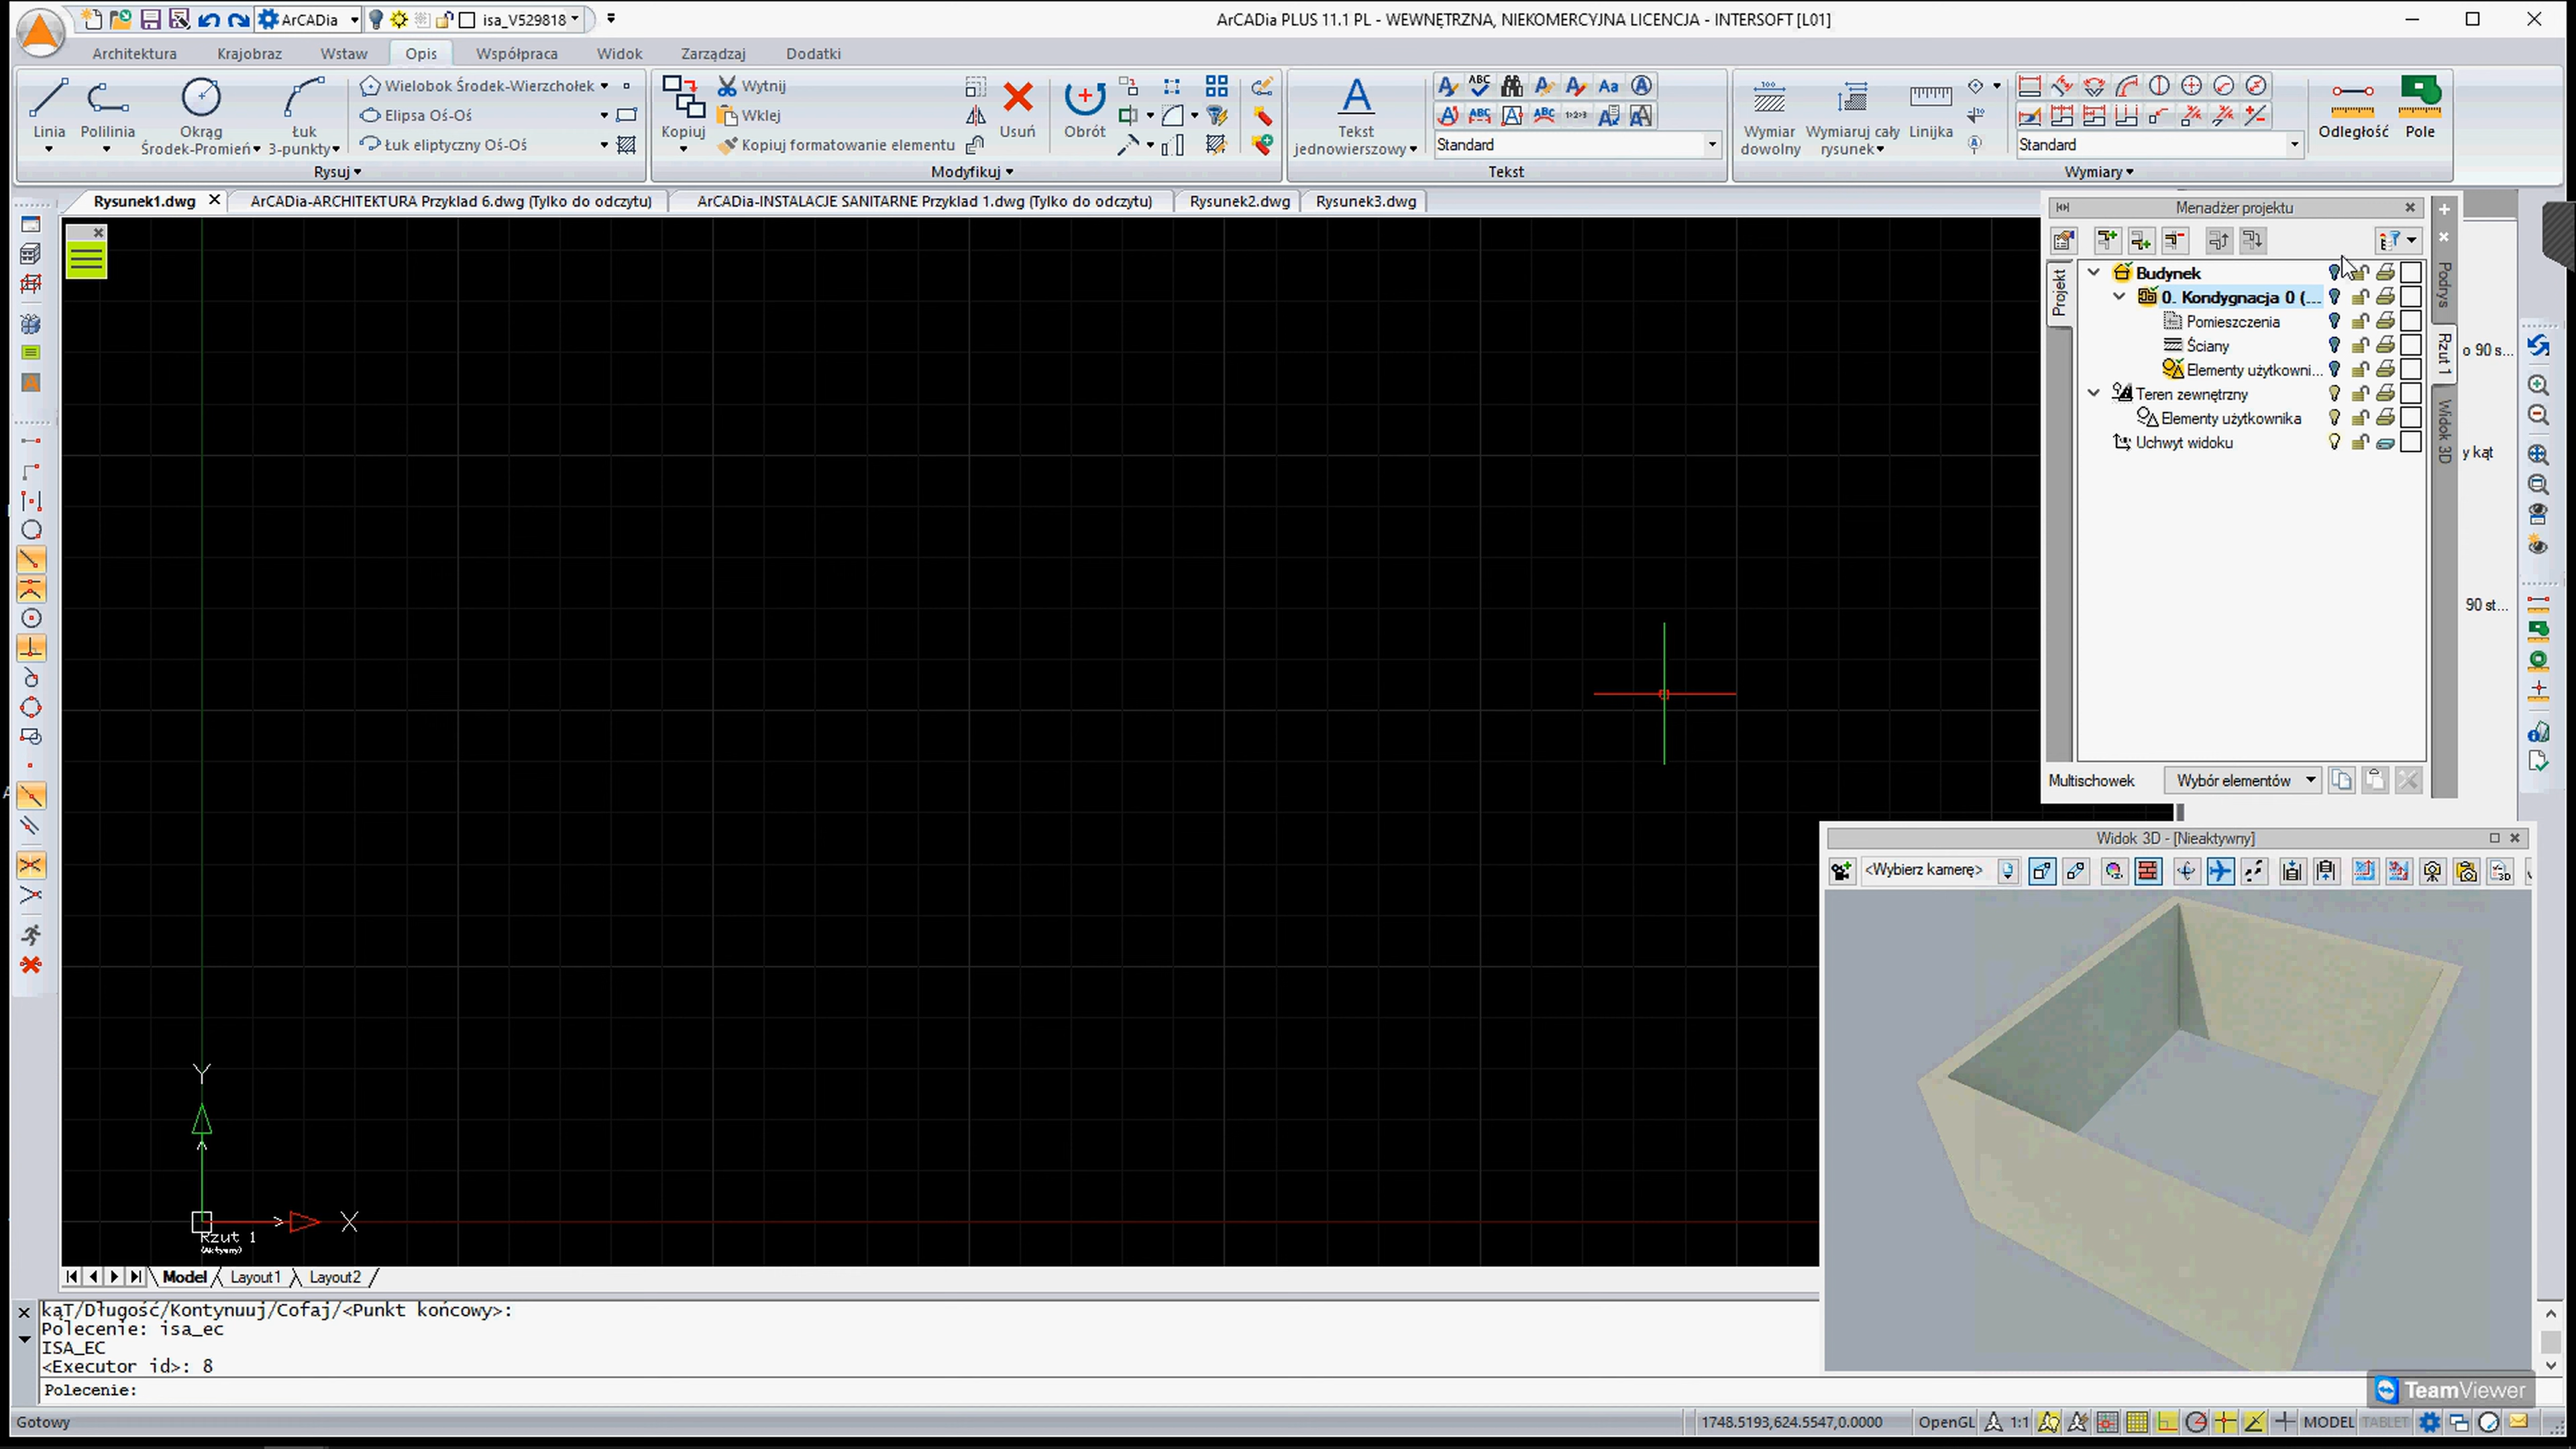 ArCADia
isa_V529818
ArCADia PLUS 11.1 PL - WEWNĘTRZNA, NIEKOMERCYJNA LICENCJA - INTERSOFT [L01]
Architektura Krajobraz Wstaw Opis Współpraca Widok Zarządzaj Dodatki
Linia
Polilinia
Okrąg
Środek-Promień
Łuk
3-punkty
Wielobok Środek-Wierzchołek
Elipsa Oś-Oś
Łuk eliptyczny Oś-Oś
Rysuj
Kopiuj
Wytnij
Wklej
Kopiuj formatowanie elementu
Usuń
Obrót
Modyfikuj
Tekst
jednowierszowy
Standard
Tekst
Wymiar
dowolny
Wymiaruj cały
rysunek
Linijka
Standard
Odległość
Pole
Wymiary
Rysunek1.dwg
ArCADia-ARCHITEKTURA Przyklad 6.dwg (Tylko do odczytu)
ArCADia-INSTALACJE SANITARNE Przyklad 1.dwg (Tylko do odczytu)
Rysunek2.dwg
Rysunek3.dwg
Menadżer projektu
Projekt
Budynek
0. Kondygnacja 0 (...
Pomieszczenia
Ściany
Elementy użytkowni...
Teren zewnętrzny
Elementy użytkownika
Uchwyt widoku
Podrys
Rzut 1
Widok 3D
o 90 s...
y kąt
90 st...
Multischowek
Wybór elementów
Widok 3D - [Nieaktywny]
<Wybierz kamerę>
Y
X
Rzut 1
(Aktywny)
Model Layout1 Layout2
kąT/Długość/Kontynuuj/Cofaj/<Punkt końcowy>:
Polecenie: isa_ec
ISA_EC
<Executor id>: 8
Polecenie:
TeamViewer
Gotowy
1748.5193,624.5547,0.0000
OpenGL
1:1
MODEL
TABLET